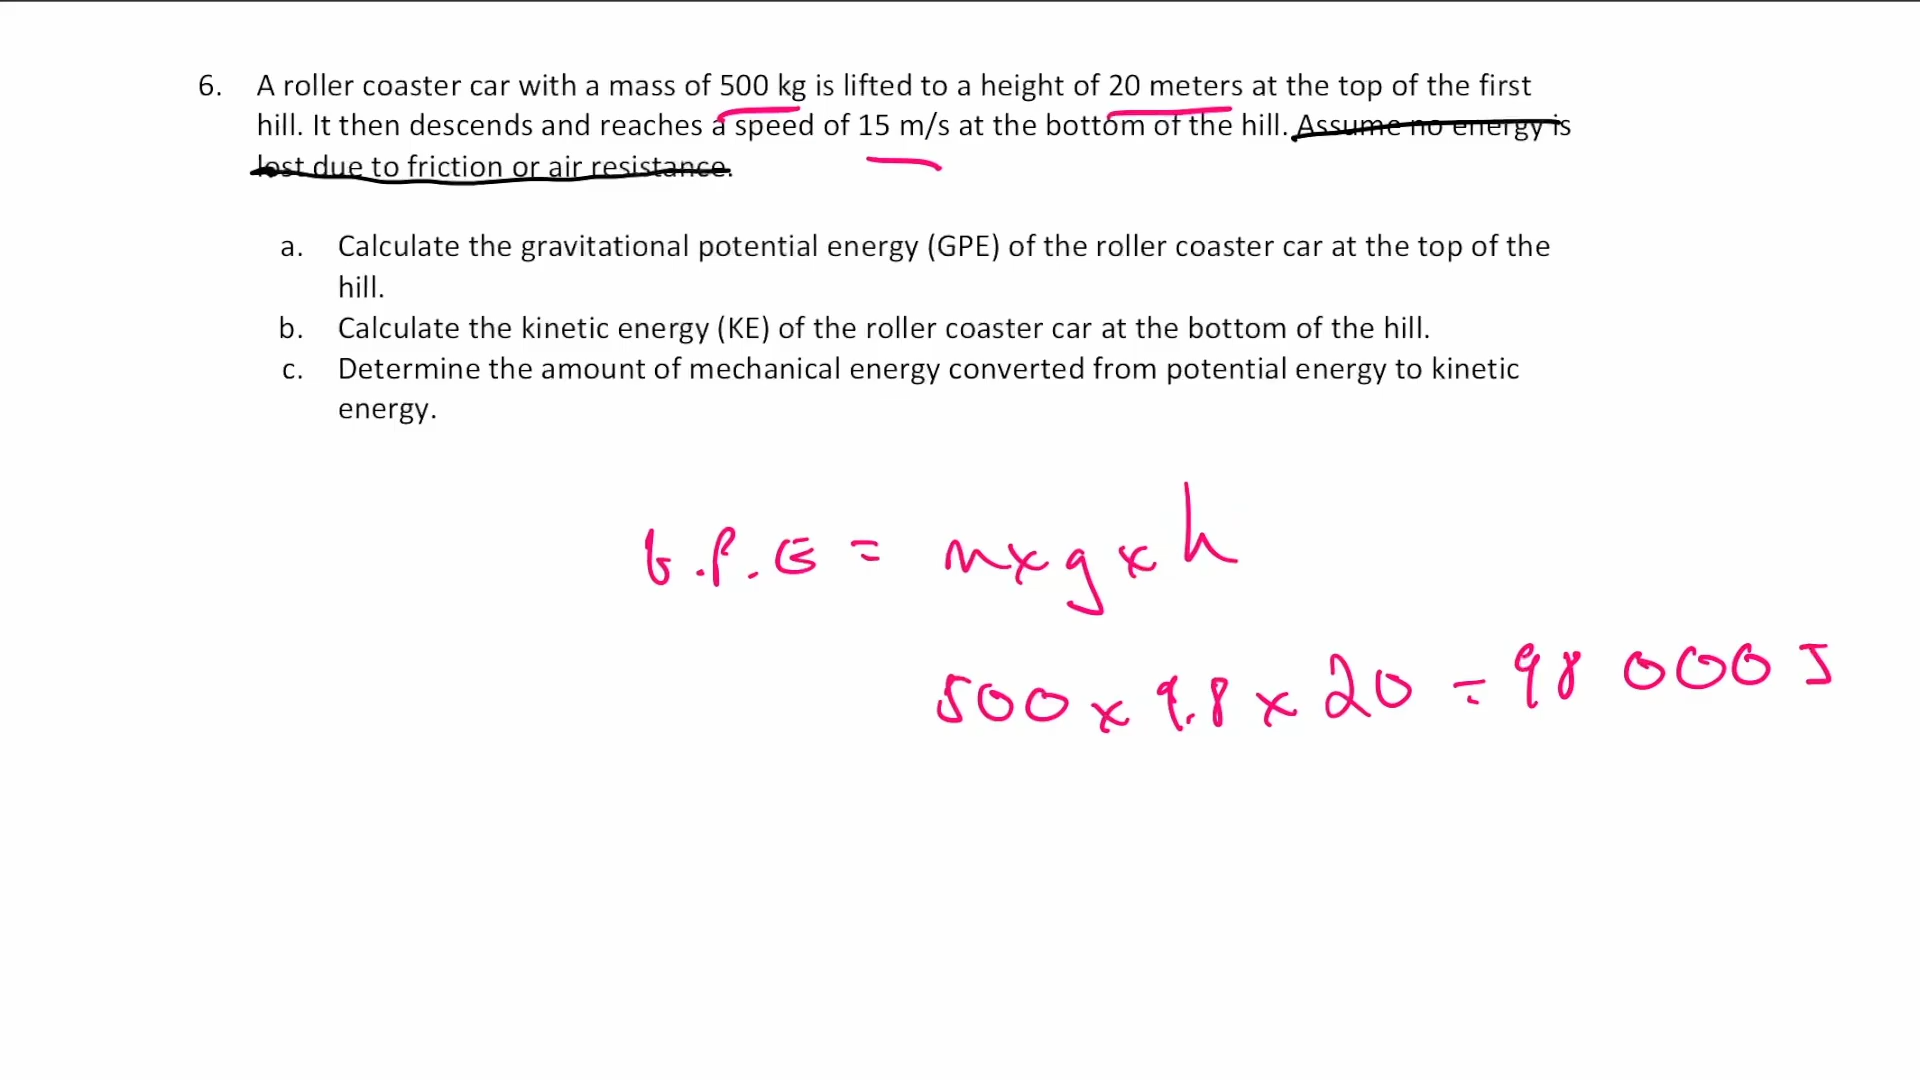 6. A roller coaster car with a mass of 500 kg is lifted to a height of 20 meters at the top of the first
hill. It then descends and reaches a speed of 15 m/s at the bottom of the hill. Assume no energy is
lost due to friction or air resistance.
a. Calculate the gravitational potential energy (GPE) of the roller coaster car at the top of the
hill.
b. Calculate the kinetic energy (KE) of the roller coaster car at the bottom of the hill.
c. Determine the amount of mechanical energy converted from potential energy to kinetic
energy.
G.P.E = m x g x h
500 x 9.8 x 20 = 98 000 J